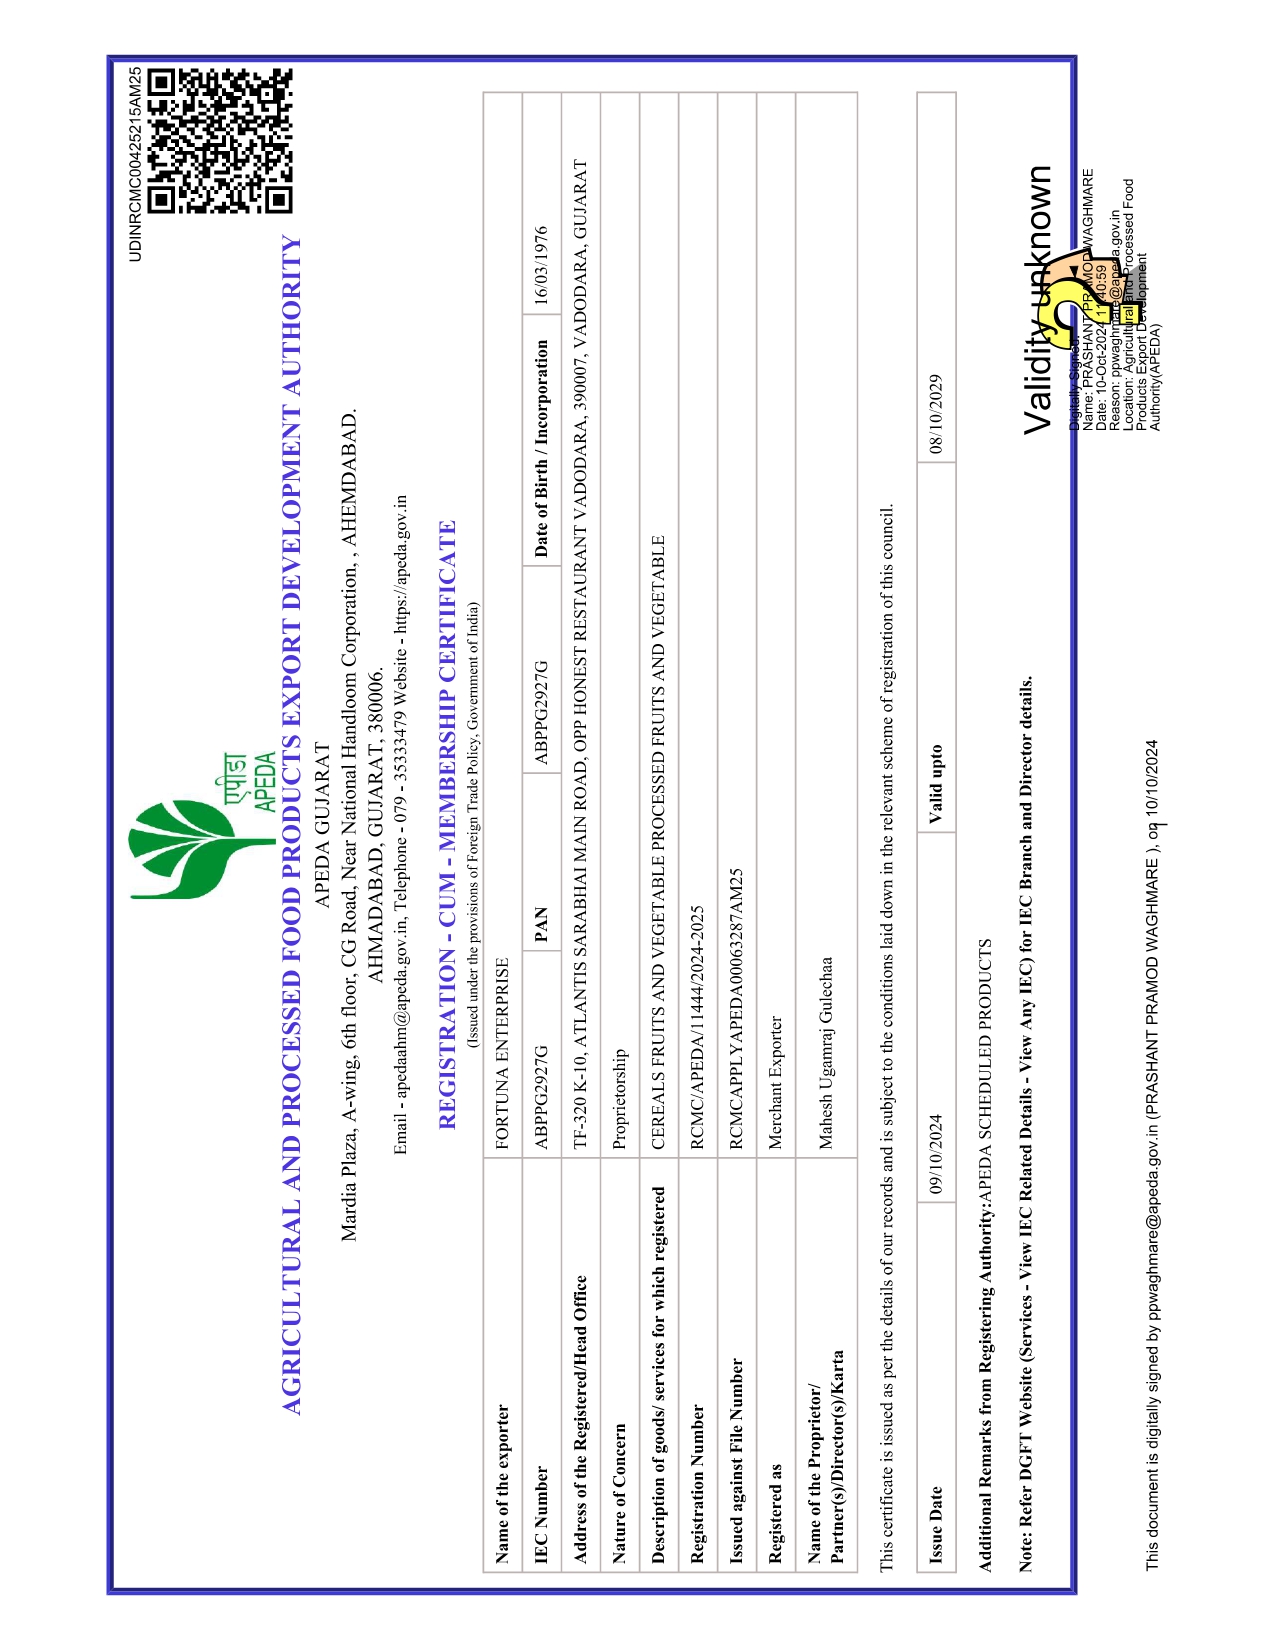 UDINRCMC00425215AM25
एपीडा
APEDA
AGRICULTURAL AND PROCESSED FOOD PRODUCTS EXPORT DEVELOPMENT AUTHORITY
APEDA GUJARAT
Mardia Plaza, A-wing, 6th floor, CG Road, Near National Handloom Corporation, , AHEMDABAD.
AHMADABAD, GUJARAT, 380006.
Email - apedaahm@apeda.gov.in, Telephone - 079 - 35333479 Website - https://apeda.gov.in
REGISTRATION - CUM - MEMBERSHIP CERTIFICATE
(Issued under the provisions of Foreign Trade Policy, Government of India)
Name of the exporter FORTUNA ENTERPRISE
IEC Number ABPPG2927G PAN ABPPG2927G Date of Birth / Incorporation 16/03/1976
Address of the Registered/Head Office TF-320 K-10, ATLANTIS SARABHAI MAIN ROAD, OPP HONEST RESTAURANT VADODARA, 390007, VADODARA, GUJARAT
Nature of Concern Proprietorship
Description of goods/ services for which registered CEREALS FRUITS AND VEGETABLE PROCESSED FRUITS AND VEGETABLE
Registration Number RCMC/APEDA/11444/2024-2025
Issued against File Number RCMCAPPLYAPEDA00063287AM25
Registered as Merchant Exporter
Name of the Proprietor/
Partner(s)/Director(s)/Karta Mahesh Ugamraj Gulechaa
This certificate is issued as per the details of our records and is subject to the conditions laid down in the relevant scheme of registration of this council.
Issue Date 09/10/2024 Valid upto 08/10/2029
Additional Remarks from Registering Authority:APEDA SCHEDULED PRODUCTS
Note: Refer DGFT Website (Services - View IEC Related Details - View Any IEC) for IEC Branch and Director details.
Validity unknown
Digitally Signed.
Name: PRASHANT PRAMOD WAGHMARE
Date: 10-Oct-2024 11:40:59
Reason: ppwaghmare@apeda.gov.in
Location: Agricultural and Processed Food
Products Export Development
Authority(APEDA)
This document is digitally signed by ppwaghmare@apeda.gov.in (PRASHANT PRAMOD WAGHMARE ), on 10/10/2024
1